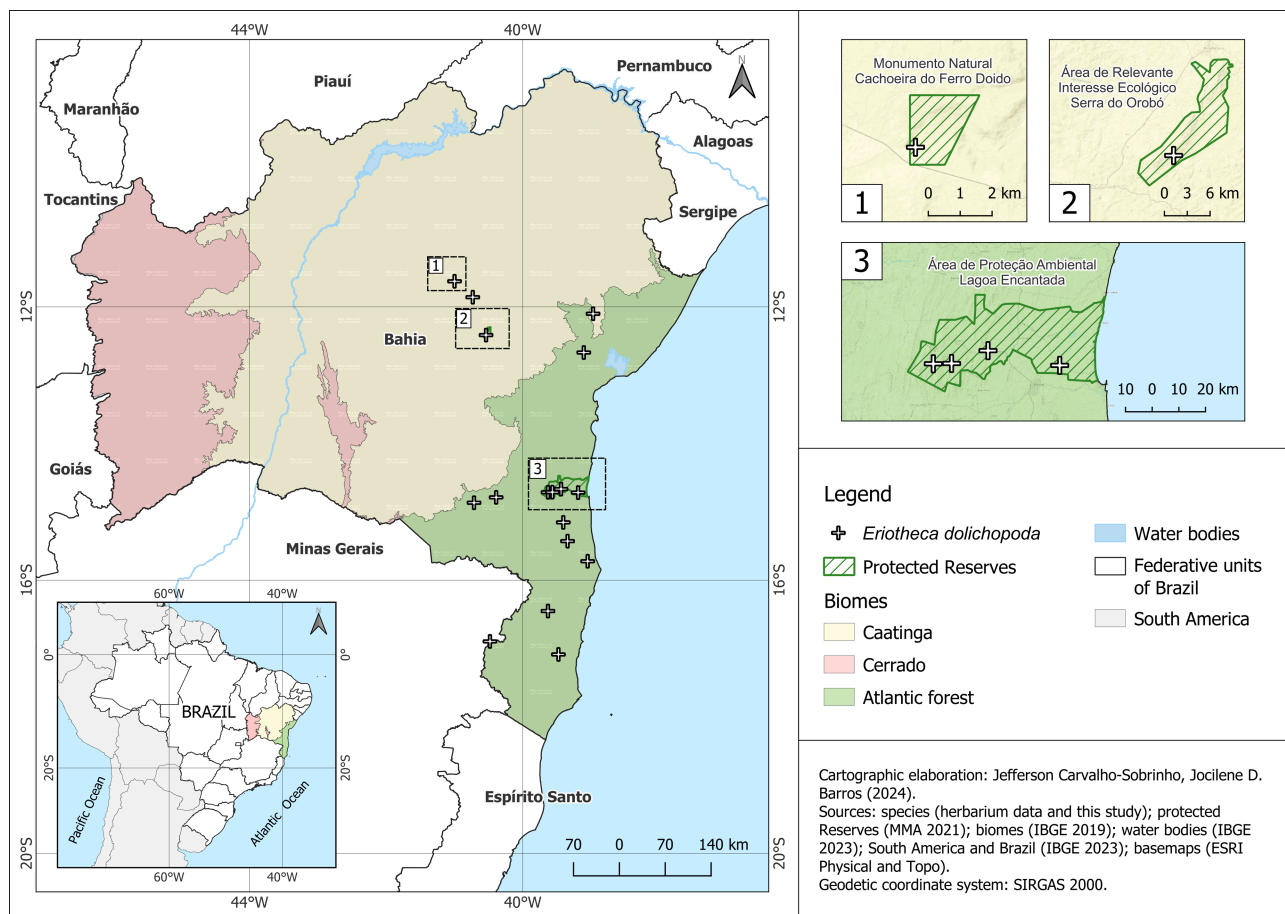 44°W
40°W
Piauí
Pernambuco
N
Maranhão
Alagoas
Tocantins
Sergipe
1
12°S
12°S
2
Bahia
Goiás
3
Minas Gerais
16°S
16°S
60°W
40°W
N
0°
0°
BRAZIL
20°S
20°S
Pacific Ocean
Atlantic Ocean
60°W
40°W
Espírito Santo
70 0 70 140 km
20°S
20°S
44°W
40°W
Monumento Natural
Cachoeira do Ferro Doido
1
0 1 2 km
Área de Relevante
Interesse Ecológico
Serra do Orobó
2
0 3 6 km
3
Área de Proteção Ambiental
Lagoa Encantada
10 0 10 20 km
Legend
Eriotheca dolichopoda
Protected Reserves
Biomes
Caatinga
Cerrado
Atlantic forest
Water bodies
Federative units
of Brazil
South America
Cartographic elaboration: Jefferson Carvalho-Sobrinho, Jocilene D.
Barros (2024).
Sources: species (herbarium data and this study); protected
Reserves (MMA 2021); biomes (IBGE 2019); water bodies (IBGE
2023); South America and Brazil (IBGE 2023); basemaps (ESRI
Physical and Topo).
Geodetic coordinate system: SIRGAS 2000.